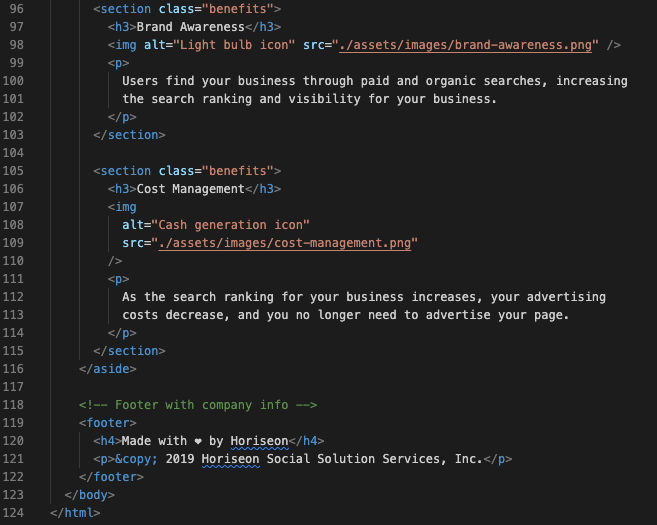 96 <section class="benefits">
97 <h3>Brand Awareness</h3>
98 <img alt="Light bulb icon" src="./assets/images/brand-awareness.png" />
99 <p>
100 Users find your business through paid and organic searches, increasing
101 the search ranking and visibility for your business.
102 </p>
103 </section>
104
105 <section class="benefits">
106 <h3>Cost Management</h3>
107 <img
108 alt="Cash generation icon"
109 src="./assets/images/cost-management.png"
110 />
111 <p>
112 As the search ranking for your business increases, your advertising
113 costs decrease, and you no longer need to advertise your page.
114 </p>
115 </section>
116 </aside>
117
118 <!-- Footer with company info -->
119 <footer>
120 <h4>Made with ❤ by Horiseon</h4>
121 <p>&copy; 2019 Horiseon Social Solution Services, Inc.</p>
122 </footer>
123 </body>
124 </html>